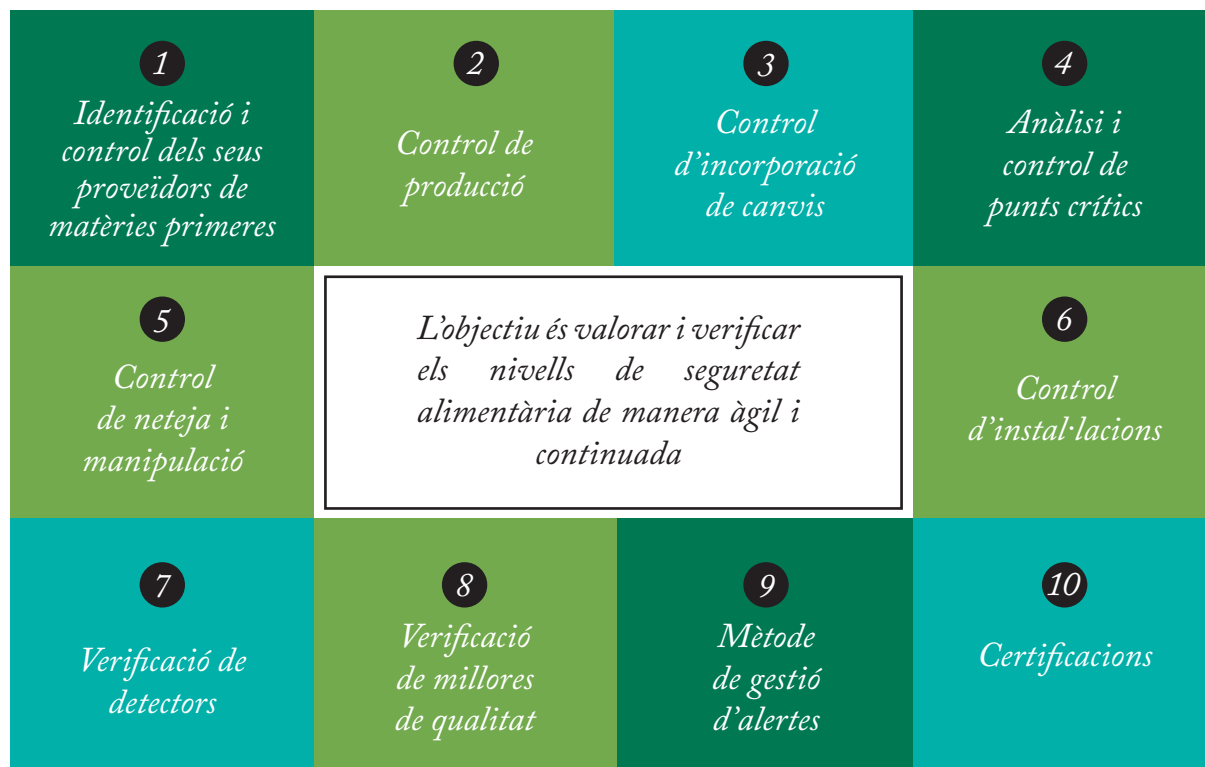 1
Identificació i
control dels seus
proveïdors de
matèries primeres
2
Control de
producció
3
Control
d'incorporació
de canvis
4
Anàlisi i
control de
punts crítics
5
Control
de neteja i
manipulació
L'objectiu és valorar i verificar
els nivells de seguretat
alimentària de manera àgil i
continuada
6
Control
d'instal·lacions
7
Verificació de
detectors
8
Verificació
de millores
de qualitat
9
Mètode
de gestió
d'alertes
10
Certificacions